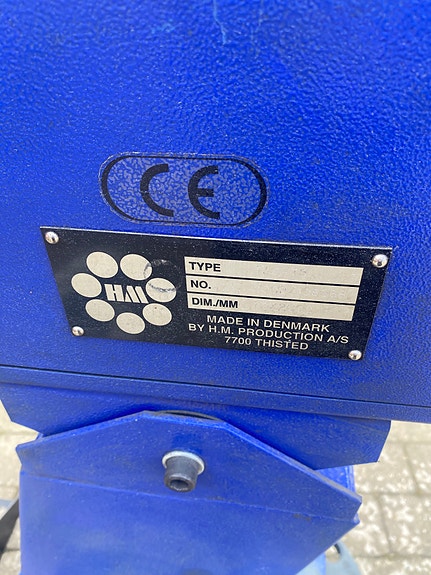 CE
HM
TYPE
NO.
DIM./MM
MADE IN DENMARK
BY H.M. PRODUCTION A/S
7700 THISTED